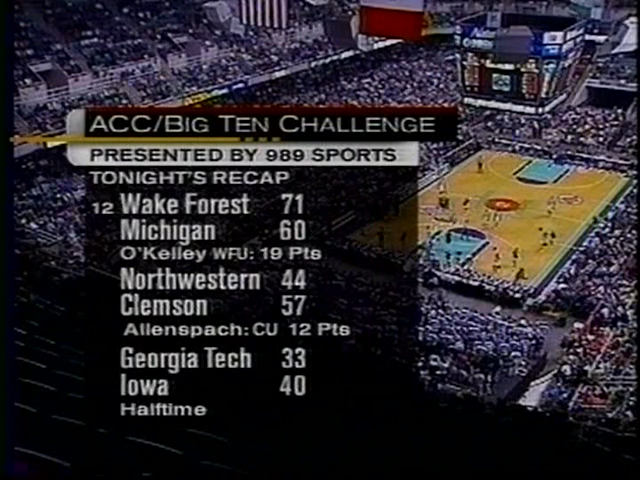 ACC/BIG TEN CHALLENGE
PRESENTED BY 989 SPORTS
TONIGHT'S RECAP
12 Wake Forest 71
Michigan 60
O'Kelley WFU: 19 Pts
Northwestern 44
Clemson 57
Allenspach: CU 12 Pts
Georgia Tech 33
Iowa 40
Halftime